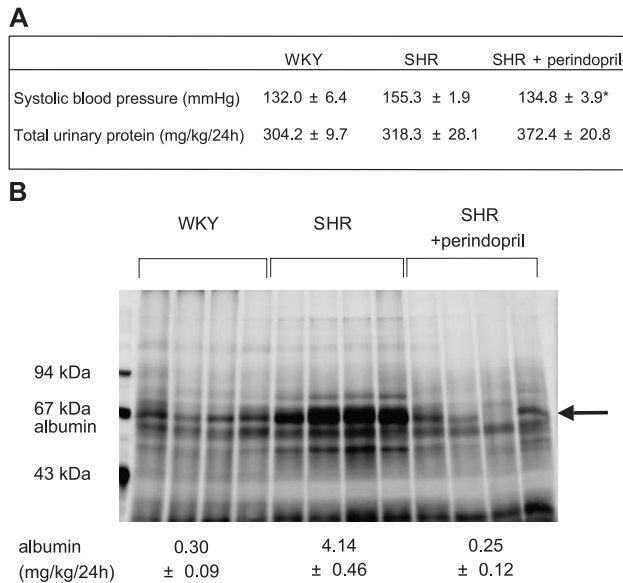 A
WKY SHR SHR + perindopril
Systolic blood pressure (mmHg) 132.0 ± 6.4 155.3 ± 1.9 134.8 ± 3.9*
Total urinary protein (mg/kg/24h) 304.2 ± 9.7 318.3 ± 28.1 372.4 ± 20.8
B
WKY SHR SHR
+perindopril
94 kDa
67 kDa
albumin
43 kDa
albumin 0.30 4.14 0.25
(mg/kg/24h) ± 0.09 ± 0.46 ± 0.12